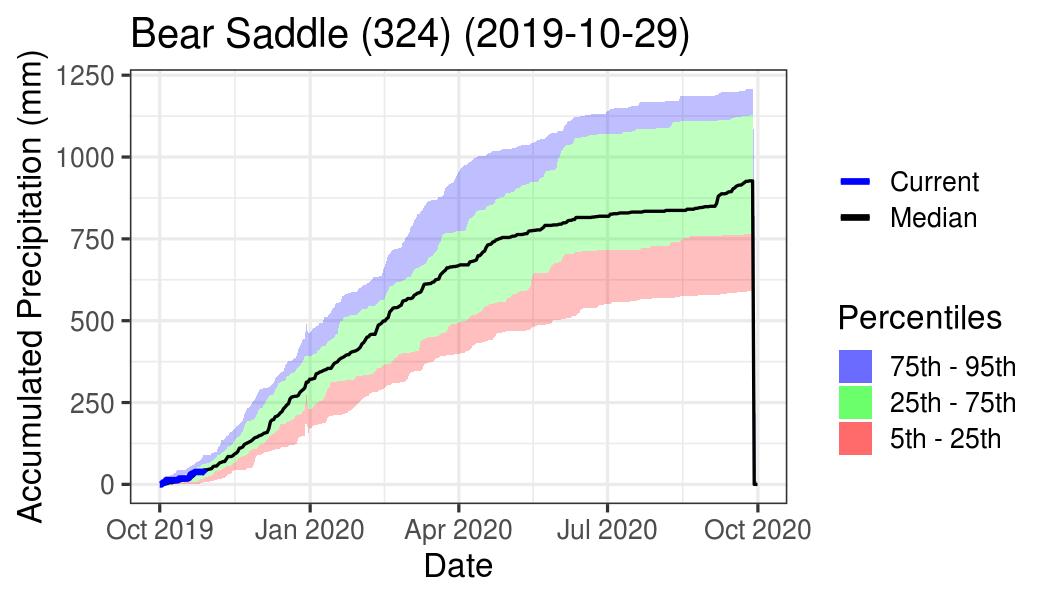 Bear Saddle (324) (2019-10-29)
Accumulated Precipitation (mm)
1250
1000
750
500
250
0
Oct 2019
Jan 2020
Apr 2020
Jul 2020
Oct 2020
Date
Current
Median
Percentiles
75th - 95th
25th - 75th
5th - 25th